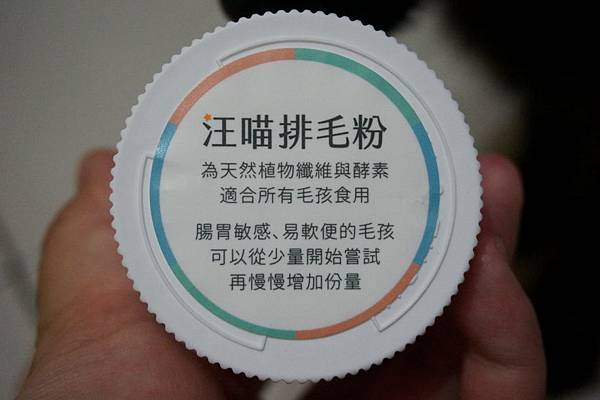 汪喵排毛粉
為天然植物纖維與酵素
適合所有毛孩食用
腸胃敏感、易軟便的毛孩
可以從少量開始嘗試
再慢慢增加份量